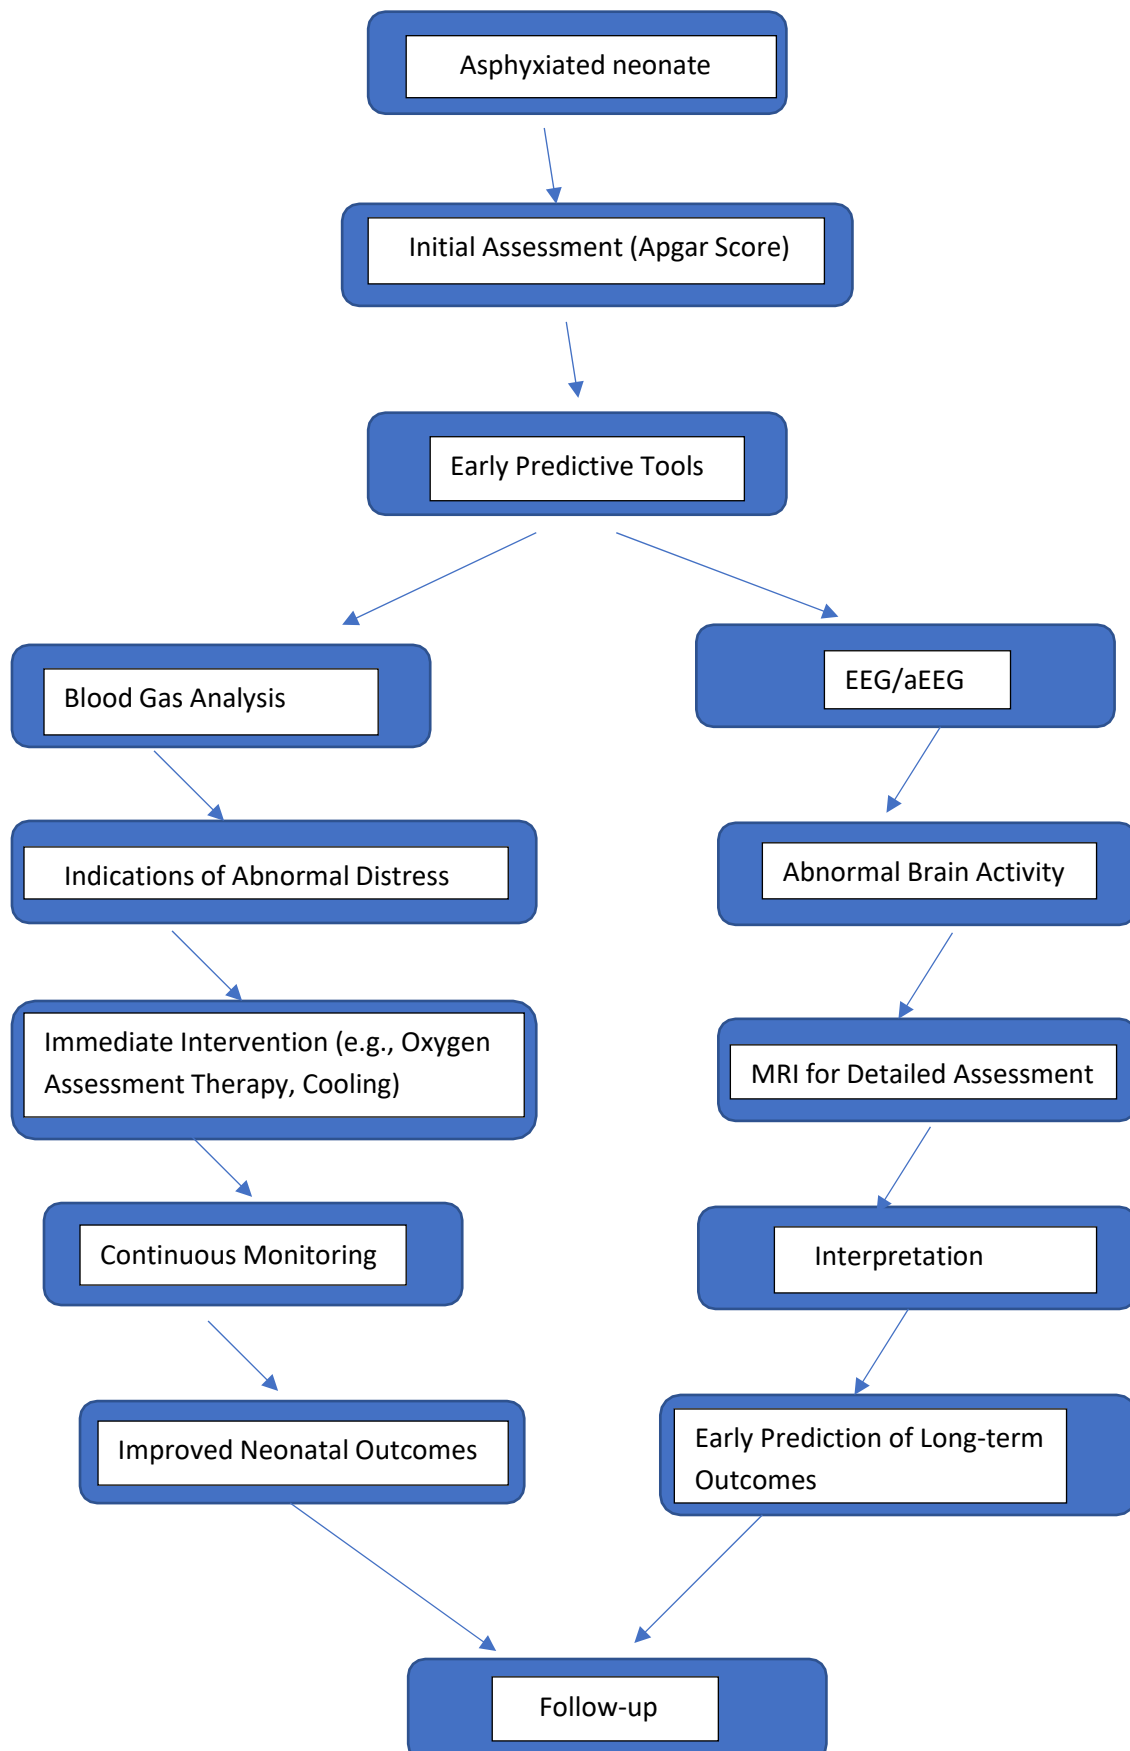 Asphyxiated neonate
Initial Assessment (Apgar Score)
Early Predictive Tools
Blood Gas Analysis
EEG/aEEG
Indications of Abnormal Distress
Abnormal Brain Activity
Immediate Intervention (e.g., Oxygen
Assessment Therapy, Cooling)
MRI for Detailed Assessment
Continuous Monitoring
Interpretation
Improved Neonatal Outcomes
Early Prediction of Long-term
Outcomes
Follow-up